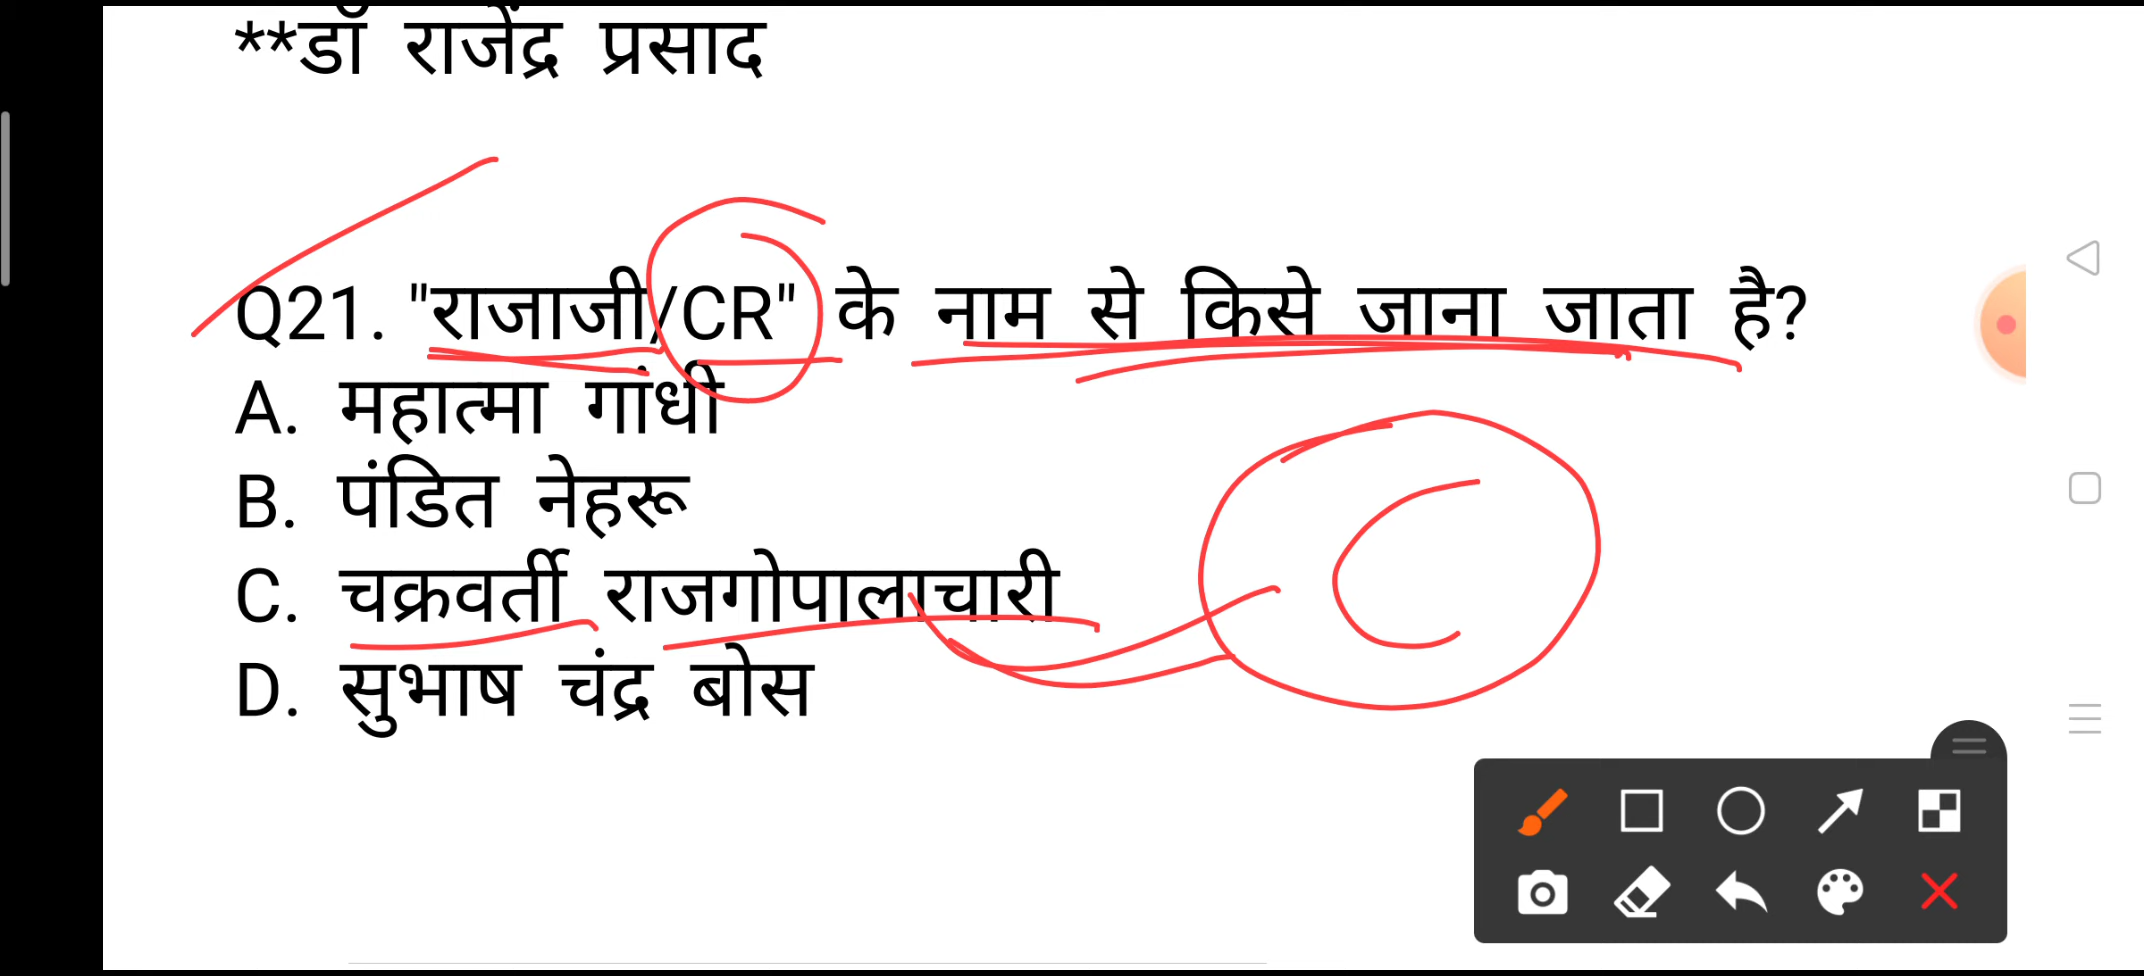 **डॉ राजेंद्र प्रसाद
Q21. "राजाजी/CR" के नाम से किसे जाना जाता है?
A. महात्मा गांधी
B. पंडित नेहरू
C. चक्रवर्ती राजगोपालाचारी
D. सुभाष चंद्र बोस
C